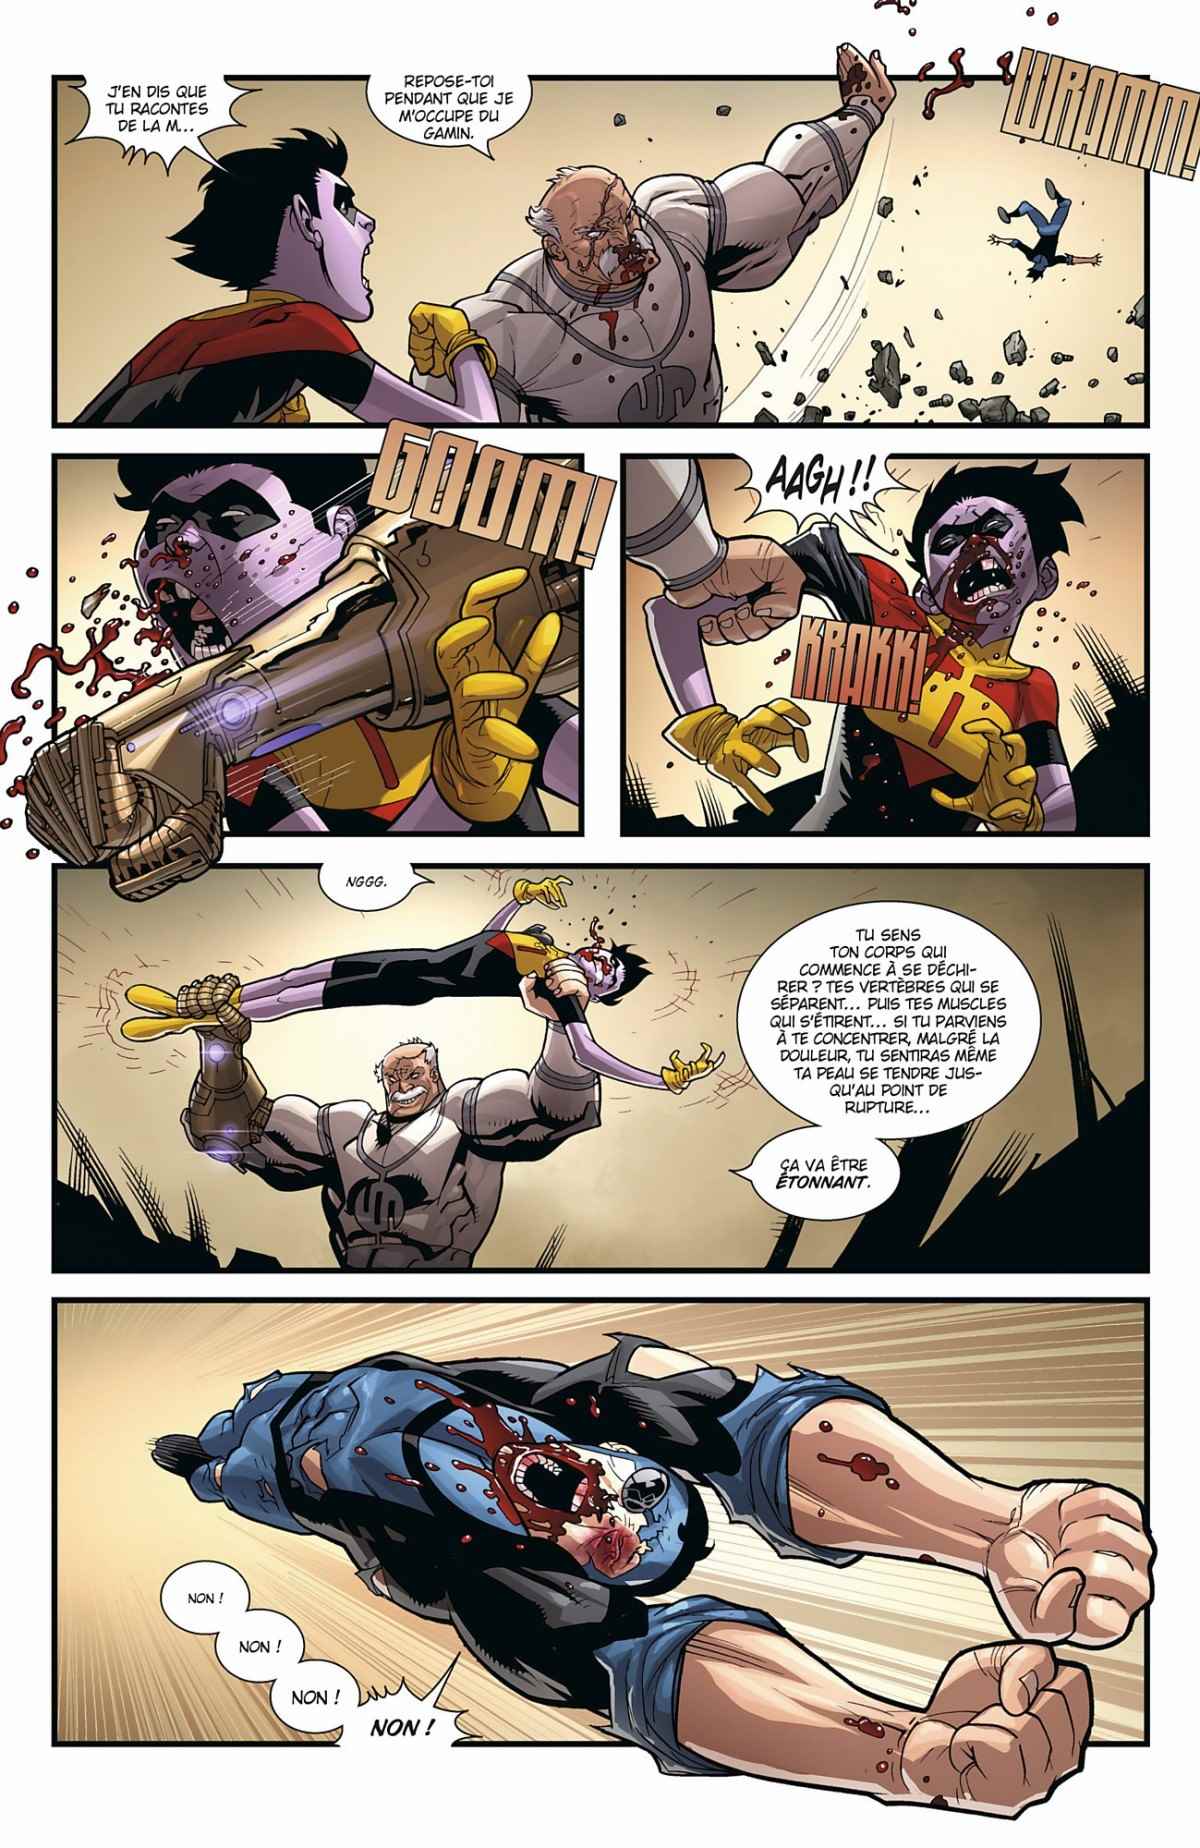 J'EN DIS QUE
TU RACONTES
DE LA M...
REPOSE-TOI
PENDANT QUE JE
M'OCCUPE DU
GAMIN.
WRAMM!
GOOM!
AAGH!!
KRAKK!
NGGG.
TU SENS
TON CORPS QUI
COMMENCE À SE DÉCHI-
RER ? TES VERTÈBRES QUI SE
SÉPARENT... PUIS TES MUSCLES
QUI S'ÉTIRENT... SI TU PARVIENS
À TE CONCENTRER, MALGRÉ LA
DOULEUR, TU SENTIRAS MÊME
TA PEAU SE TENDRE JUS-
QU'AU POINT DE
RUPTURE...
ÇA VA ÊTRE
ÉTONNANT.
NON !
NON !
NON !
NON !